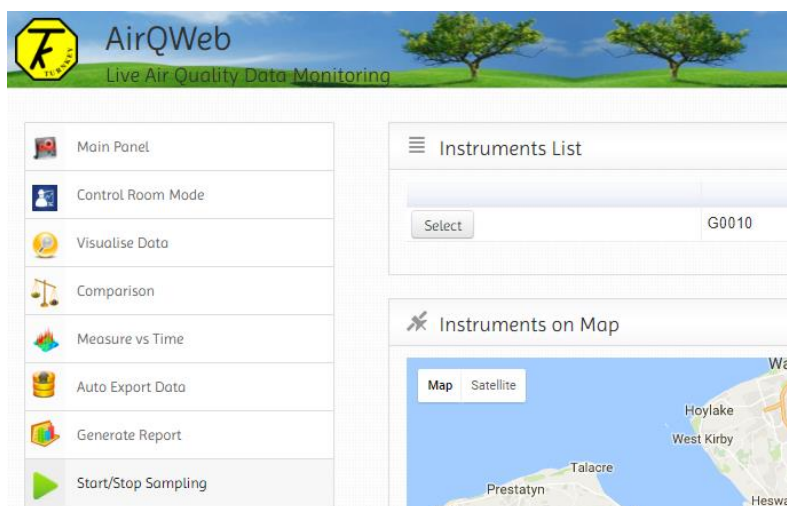 TURNKEY
AirQWeb
Live Air Quality Data Monitoring
Main Panel
Control Room Mode
Visualise Data
Comparison
Measure vs Time
Auto Export Data
Generate Report
Start/Stop Sampling
Instruments List
Select G0010
Instruments on Map
Map Satellite
Hoylake
West Kirby
Talacre
Prestatyn